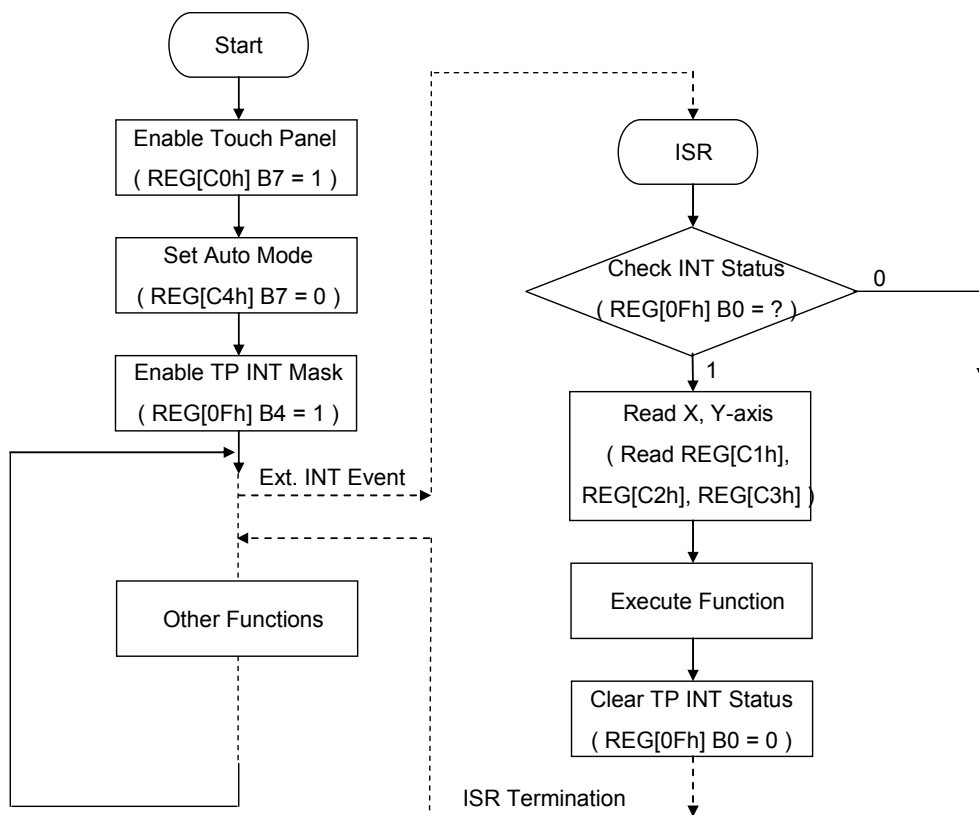 Start
Enable Touch Panel
( REG[C0h] B7 = 1 )
Set Auto Mode
( REG[C4h] B7 = 0 )
Enable TP INT Mask
( REG[0Fh] B4 = 1 )
Ext. INT Event
Other Functions
ISR
Check INT Status
( REG[0Fh] B0 = ? )
0
1
Read X, Y-axis
( Read REG[C1h],
REG[C2h], REG[C3h] )
Execute Function
Clear TP INT Status
( REG[0Fh] B0 = 0 )
ISR Termination